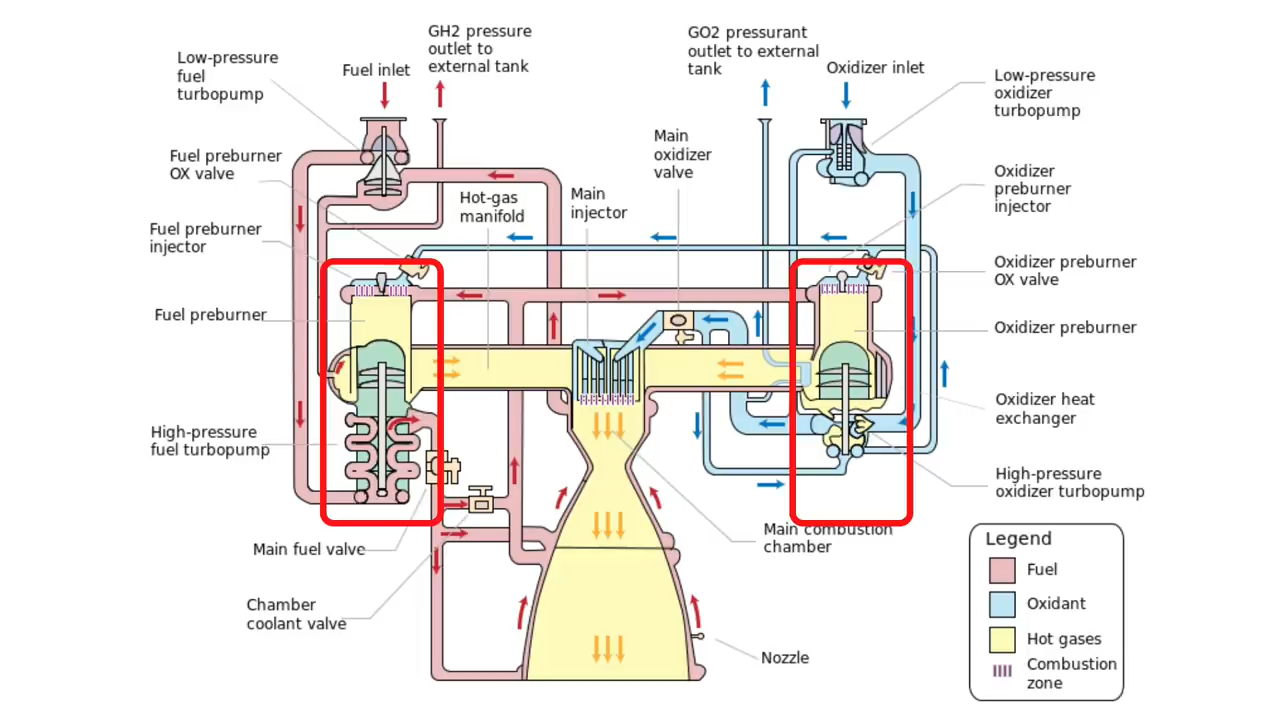 GH2 pressure
outlet to
external tank
GO2 pressurant
outlet to external
tank
Low-pressure
fuel
turbopump
Fuel inlet
Oxidizer inlet
Low-pressure
oxidizer
turbopump
Fuel preburner
OX valve
Main
oxidizer
valve
Oxidizer
preburner
injector
Hot-gas
manifold
Main
injector
Fuel preburner
injector
Oxidizer preburner
OX valve
Fuel preburner
Oxidizer preburner
Oxidizer heat
exchanger
High-pressure
fuel turbopump
High-pressure
oxidizer turbopump
Main fuel valve
Main combustion
chamber
Chamber
coolant valve
Nozzle
Legend
Fuel
Oxidant
Hot gases
Combustion
zone